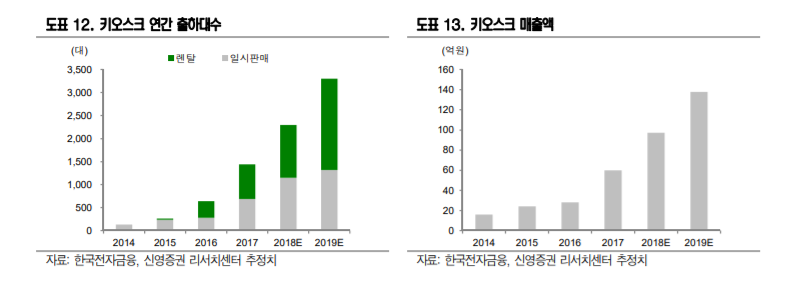 도표 12. 키오스크 연간 출하대수
(대)
렌탈 일시판매
3,500
3,000
2,500
2,000
1,500
1,000
500
0
2014 2015 2016 2017 2018E 2019E
자료: 한국전자금융, 신영증권 리서치센터 추정치
도표 13. 키오스크 매출액
(억원)
160
140
120
100
80
60
40
20
0
2014 2015 2016 2017 2018E 2019E
자료: 한국전자금융, 신영증권 리서치센터 추정치